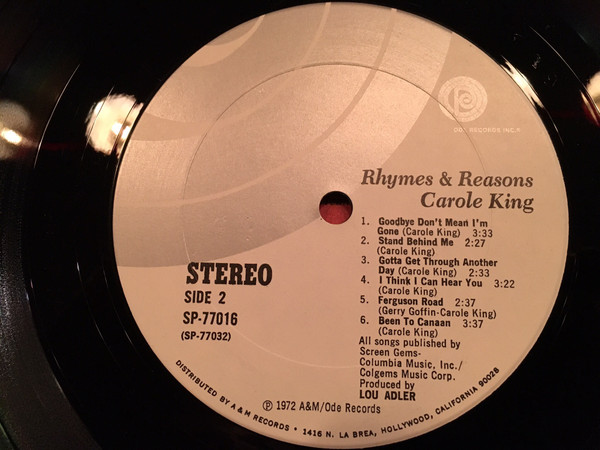 ODE RECORDS INC.
Rhymes & Reasons
Carole King
1. Goodbye Don't Mean I'm
Gone (Carole King) 3:33
2. Stand Behind Me 2:27
(Carole King)
3. Gotta Get Through Another
Day (Carole King) 2:33
4. I Think I Can Hear You 3:22
(Carole King)
5. Ferguson Road 2:37
(Gerry Goffin-Carole King)
6. Been To Canaan 3:37
(Carole King)
All songs published by
Screen Gems-
Columbia Music, Inc./
Colgems Music Corp.
Produced by
LOU ADLER
STEREO
SIDE 2
SP-77016
(SP-77032)
℗ 1972 A&M/Ode Records
DISTRIBUTED BY A & M RECORDS • 1416 N. LA BREA, HOLLYWOOD, CALIFORNIA 90028